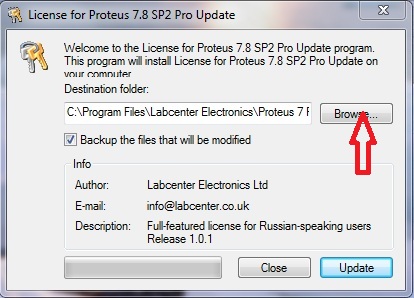 License for Proteus 7.8 SP2 Pro Update
Welcome to the License for Proteus 7.8 SP2 Pro Update program.
This program will install License for Proteus 7.8 SP2 Pro Update on
your computer
Destination folder:
C:\Program Files\Labcenter Electronics\Proteus 7 F
Browse...
Backup the files that will be modified
Info
Author: Labcenter Electronics Ltd
E-mail: info@labcenter.co.uk
Description: Full-featured license for Russian-speaking users
Release 1.0.1
Close
Update